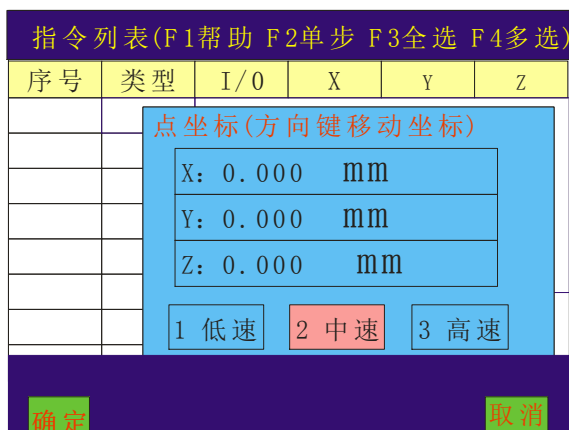 指令列表(F1帮助 F2单步 F3全选 F4多选)
序号 类型 I/0 X Y Z
点坐标(方向键移动坐标)
X: 0.000 mm
Y: 0.000 mm
Z: 0.000 mm
1 低速 2 中速 3 高速
确定 取消